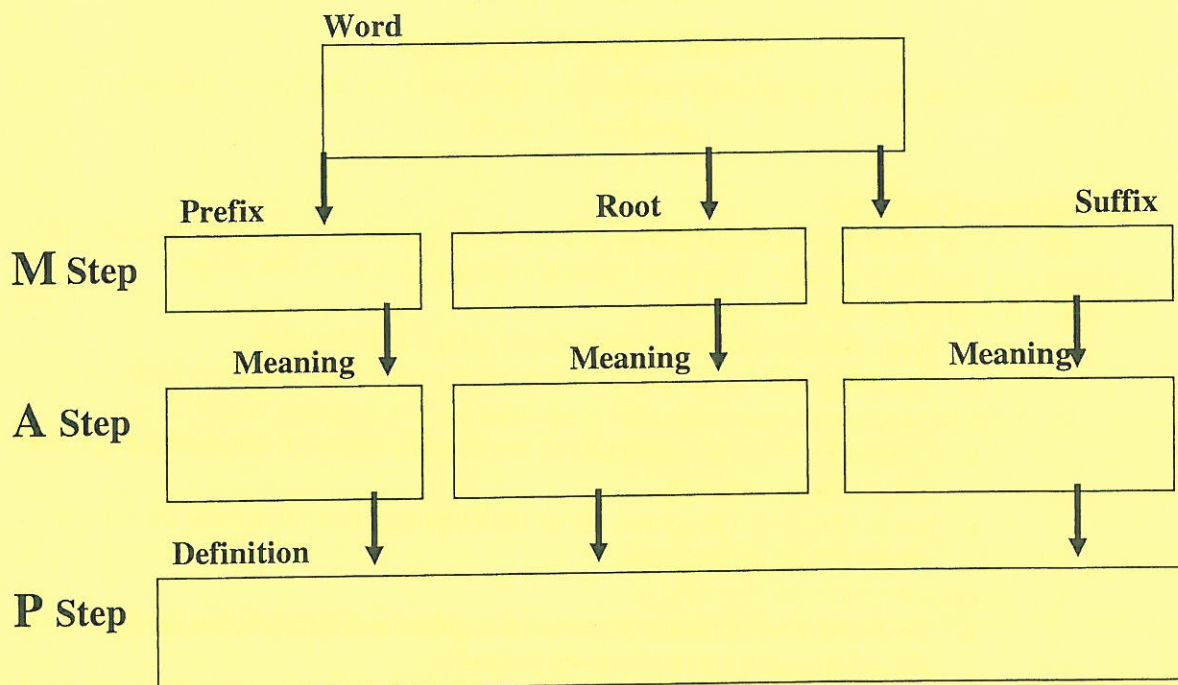 Word
Prefix Root Suffix
M Step
Meaning Meaning Meaning
A Step
Definition
P Step